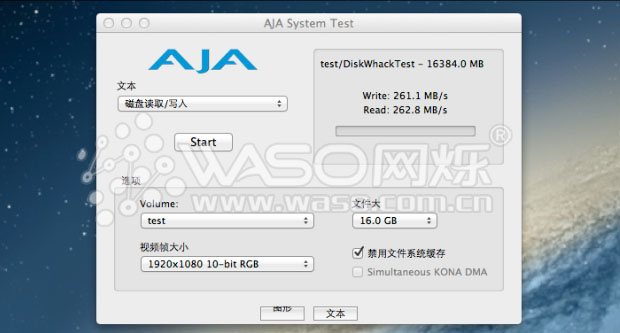 AJA System Test
AJA
test/DiskWhackTest - 16384.0 MB
文本
磁盘读取/写入
Write: 261.1 MB/s
Read: 262.8 MB/s
Start
WASO网烁®
www.waso.com.cn
选项
Volume:
文件大
test
16.0 GB
视频帧大小
禁用文件系统缓存
1920x1080 10-bit RGB
Simultaneous KONA DMA
图形
文本